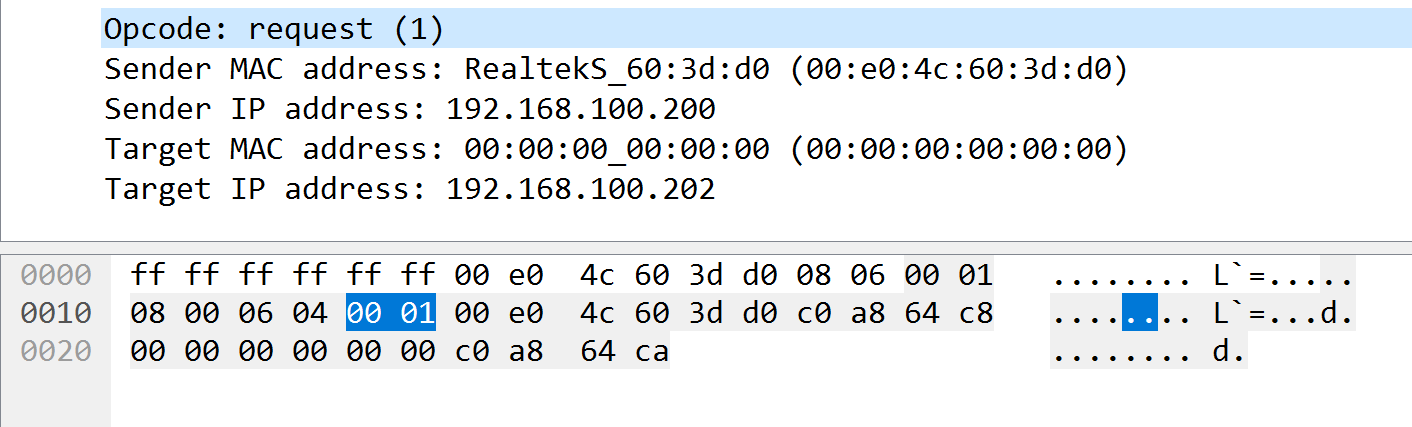 Opcode: request (1)
Sender MAC address: RealtekS_60:3d:d0 (00:e0:4c:60:3d:d0)
Sender IP address: 192.168.100.200
Target MAC address: 00:00:00_00:00:00 (00:00:00:00:00:00)
Target IP address: 192.168.100.202
0000 ff ff ff ff ff ff 00 e0 4c 60 3d d0 08 06 00 01 ........ L`=.....
0010 08 00 06 04 00 01 00 e0 4c 60 3d d0 c0 a8 64 c8 ........ L`=...d.
0020 00 00 00 00 00 00 c0 a8 64 ca ........ d.